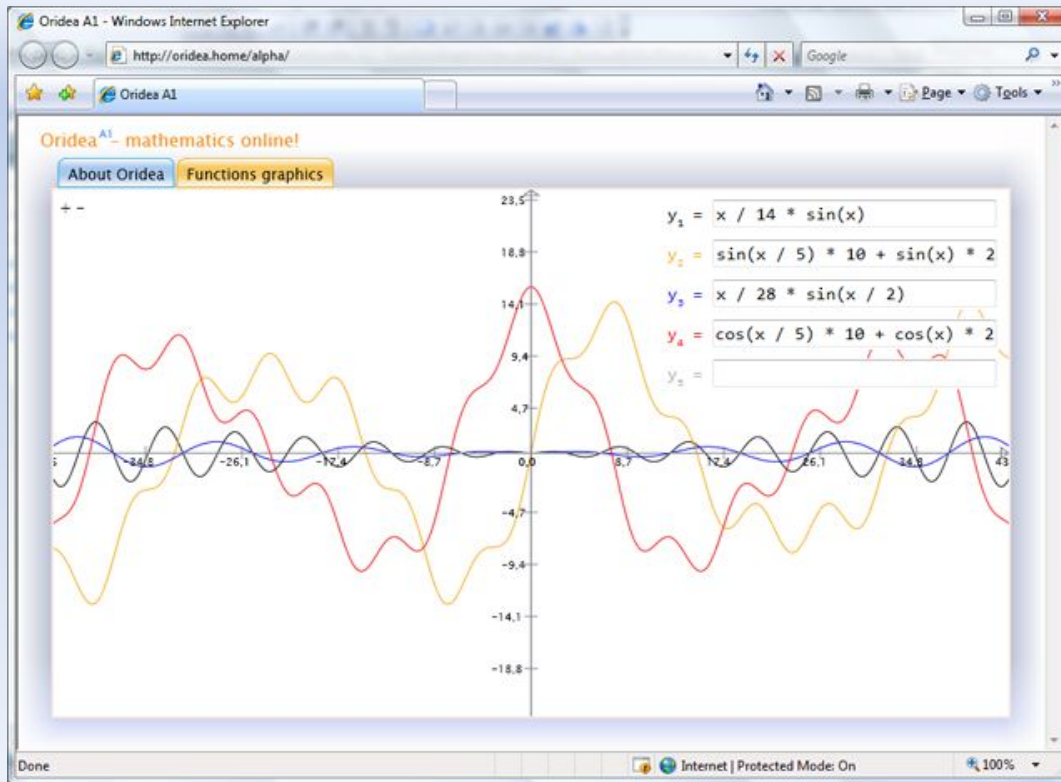 Oridea A1 - Windows Internet Explorer
http://oridea.home/alpha/
Google
Oridea A1
Page
Tools
Oridea A1 - mathematics online!
About Oridea
Functions graphics
+ -
23,5
18,8
14,1
9,4
4,7
-4,7
-9,4
-14,1
-18,8
y1 = x / 14 * sin(x)
y2 = sin(x / 5) * 10 + sin(x) * 2
y3 = x / 28 * sin(x / 2)
y4 = cos(x / 5) * 10 + cos(x) * 2
y5 =
-34,8 -26,1 -17,4 -8,7 0,0 8,7 17,4 26,1 34,8 43
Done
Internet | Protected Mode: On
100%